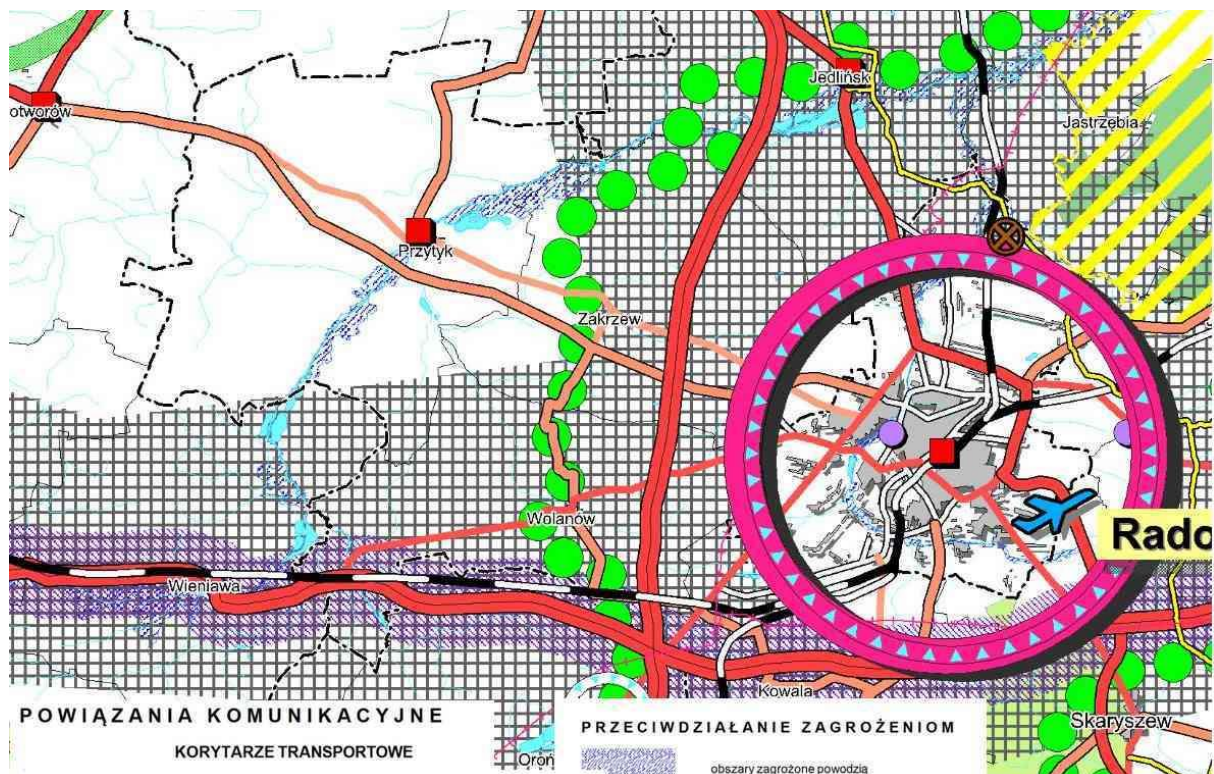 Jedlińsk
otworów
Jastrzębia
Przytyk
Zakrzew
Wolanów
Rado
Wieniawa
Kowala
POWIĄZANIA KOMUNIKACYJNE
KORYTARZE TRANSPORTOWE
Oroń
PRZECIWDZIAŁANIE ZAGROŻENIOM
obszary zagrożone powodzią
Skaryszew